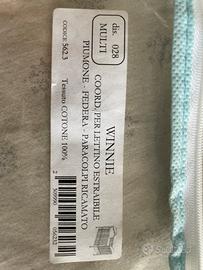 dis. 028
MULTI
CODICE 562.3
WINNIE
COORD. PER LETTINO ESTRAIBILE
PIUMONE - FEDERA - PARACOLPI RICAMATO
Tessuto COTONE 100%